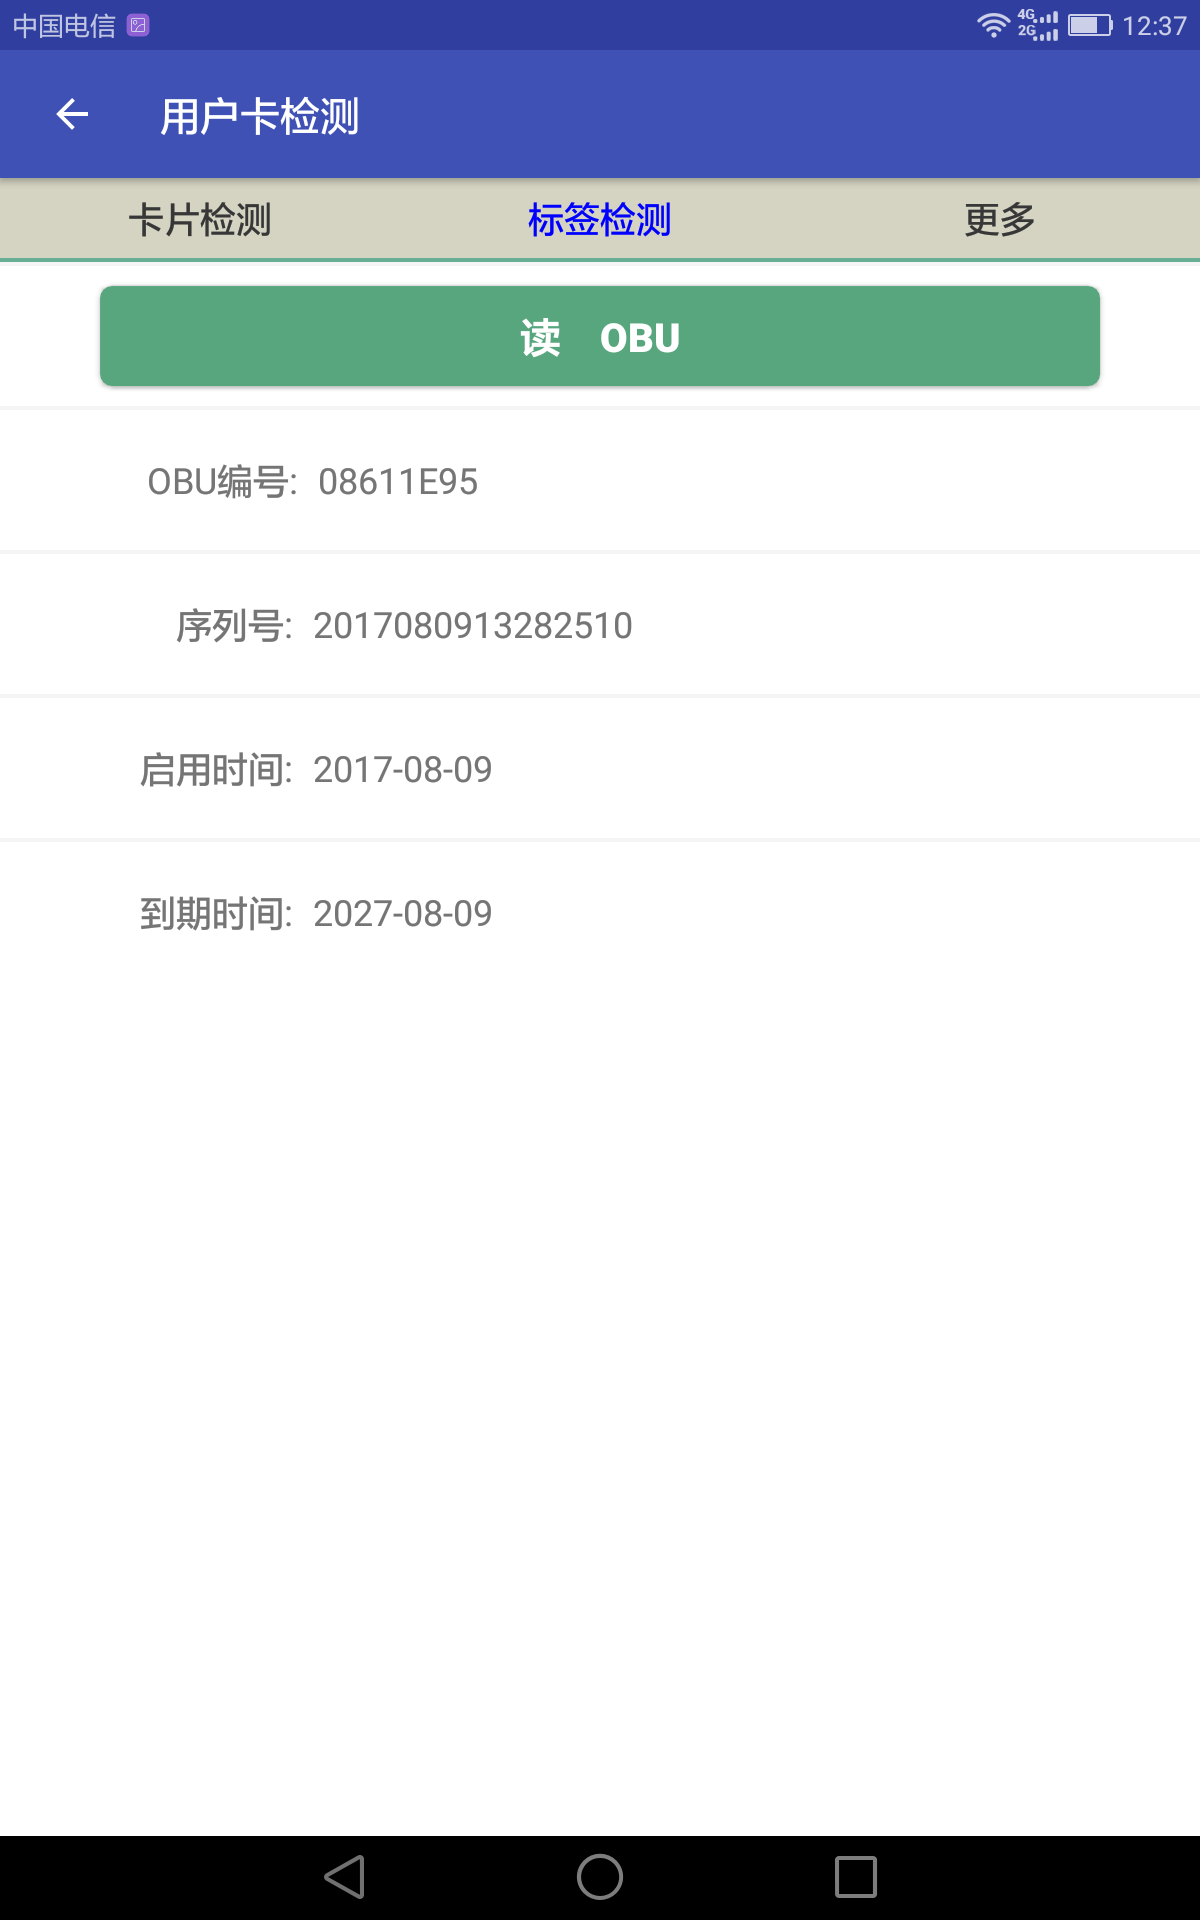 中国电信 4G 2G 12:37
用户卡检测
卡片检测 标签检测 更多
读 OBU
OBU编号: 08611E95
序列号: 2017080913282510
启用时间: 2017-08-09
到期时间: 2027-08-09